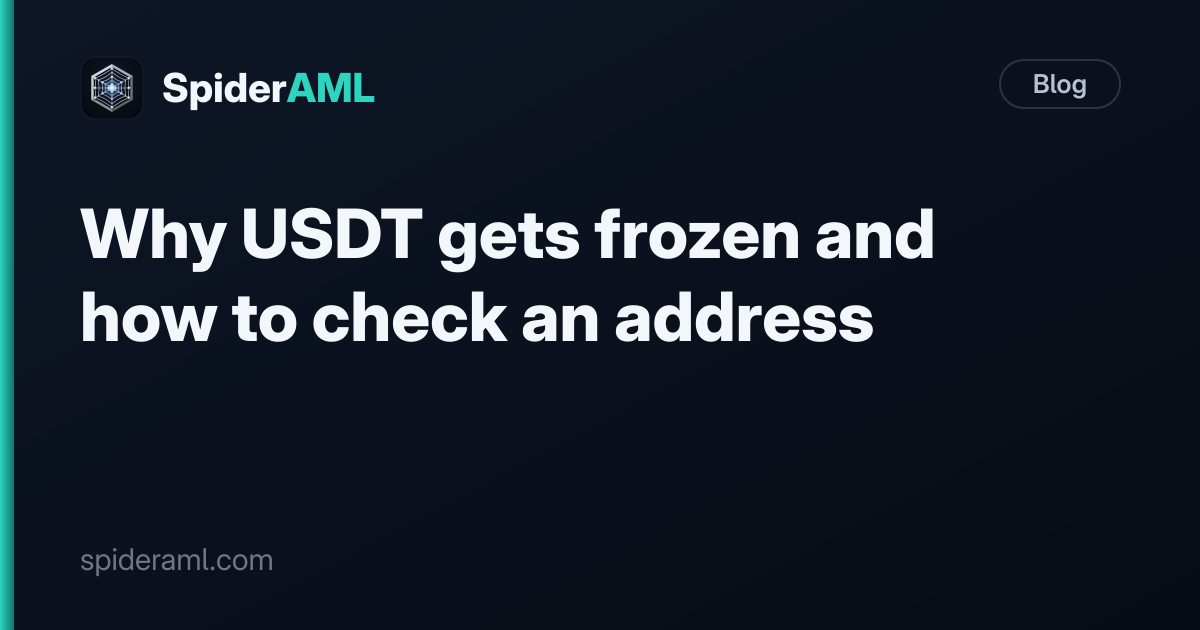 SpiderAML
Blog
Why USDT gets frozen and
how to check an address
spideraml.com